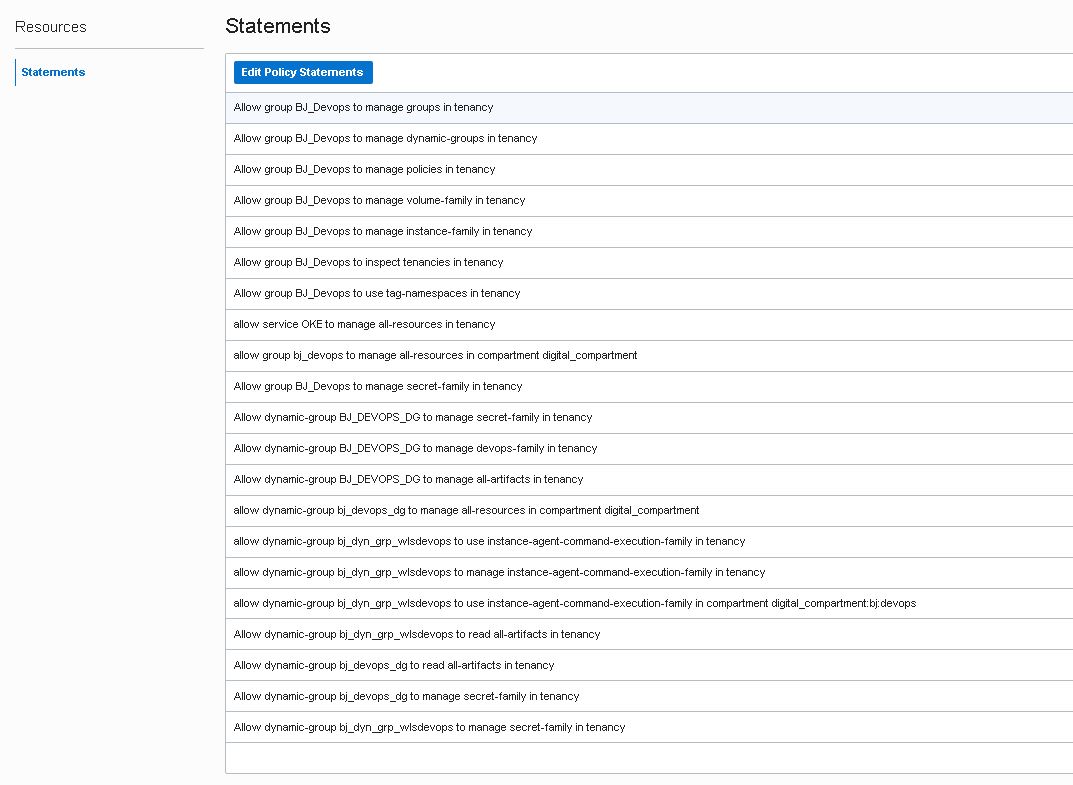 Resources
Statements
Statements
Edit Policy Statements
Allow group BJ_Devops to manage groups in tenancy
Allow group BJ_Devops to manage dynamic-groups in tenancy
Allow group BJ_Devops to manage policies in tenancy
Allow group BJ_Devops to manage volume-family in tenancy
Allow group BJ_Devops to manage instance-family in tenancy
Allow group BJ_Devops to inspect tenancies in tenancy
Allow group BJ_Devops to use tag-namespaces in tenancy
allow service OKE to manage all-resources in tenancy
allow group bj_devops to manage all-resources in compartment digital_compartment
Allow group BJ_Devops to manage secret-family in tenancy
Allow dynamic-group BJ_DEVOPS_DG to manage secret-family in tenancy
Allow dynamic-group BJ_DEVOPS_DG to manage devops-family in tenancy
Allow dynamic-group BJ_DEVOPS_DG to manage all-artifacts in tenancy
allow dynamic-group bj_devops_dg to manage all-resources in compartment digital_compartment
allow dynamic-group bj_dyn_grp_wlsdevops to use instance-agent-command-execution-family in tenancy
allow dynamic-group bj_dyn_grp_wlsdevops to manage instance-agent-command-execution-family in tenancy
allow dynamic-group bj_dyn_grp_wlsdevops to use instance-agent-command-execution-family in compartment digital_compartment:bj:devops
Allow dynamic-group bj_dyn_grp_wlsdevops to read all-artifacts in tenancy
Allow dynamic-group bj_devops_dg to read all-artifacts in tenancy
Allow dynamic-group bj_devops_dg to manage secret-family in tenancy
Allow dynamic-group bj_dyn_grp_wlsdevops to manage secret-family in tenancy